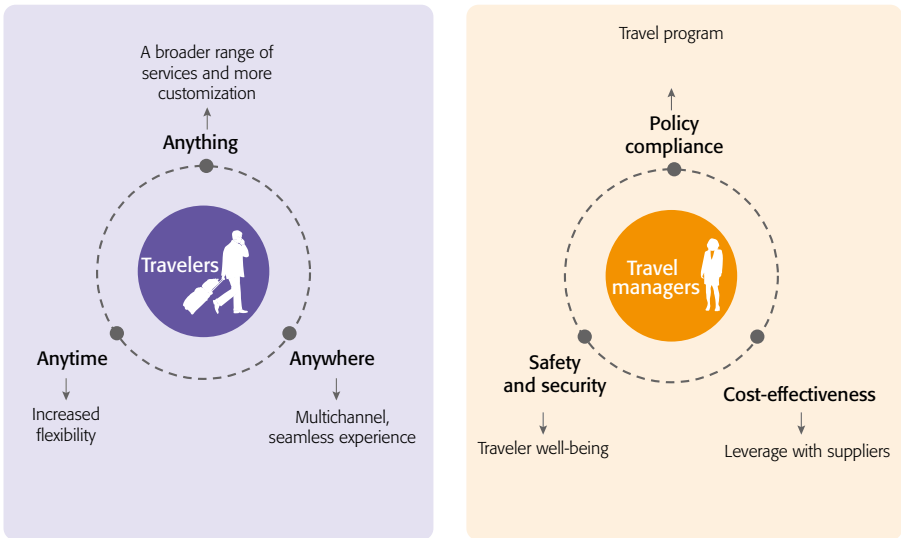 A broader range of
services and more
customization
Anything
Travelers
Anytime
Increased
flexibility
Anywhere
Multichannel,
seamless experience
Travel program
Policy
compliance
Travel
managers
Safety
and security
Traveler well-being
Cost-effectiveness
Leverage with suppliers